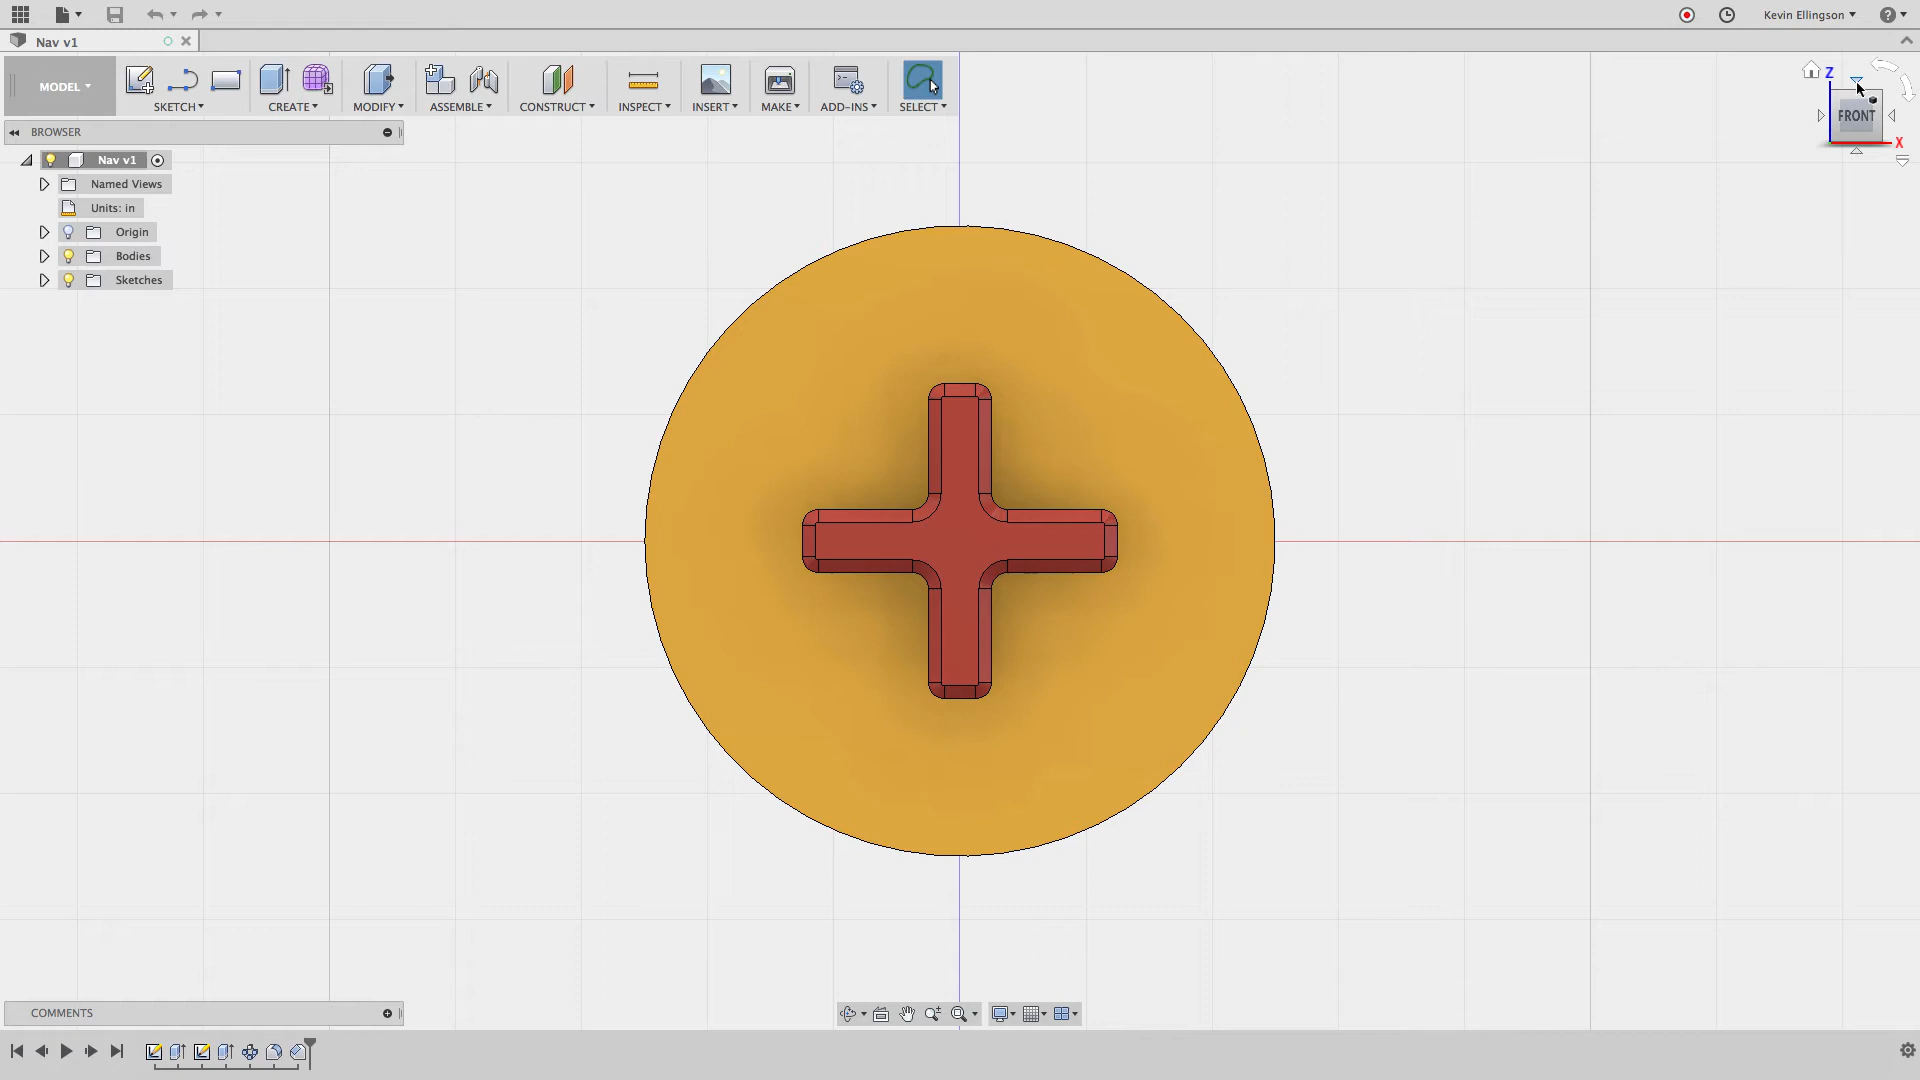 Kevin Ellingson
?
Nav v1
MODEL
SKETCH
CREATE
MODIFY
ASSEMBLE
CONSTRUCT
INSPECT
INSERT
MAKE
ADD-INS
SELECT
Z
FRONT
X
BROWSER
Nav v1
Named Views
Units: in
Origin
Bodies
Sketches
COMMENTS